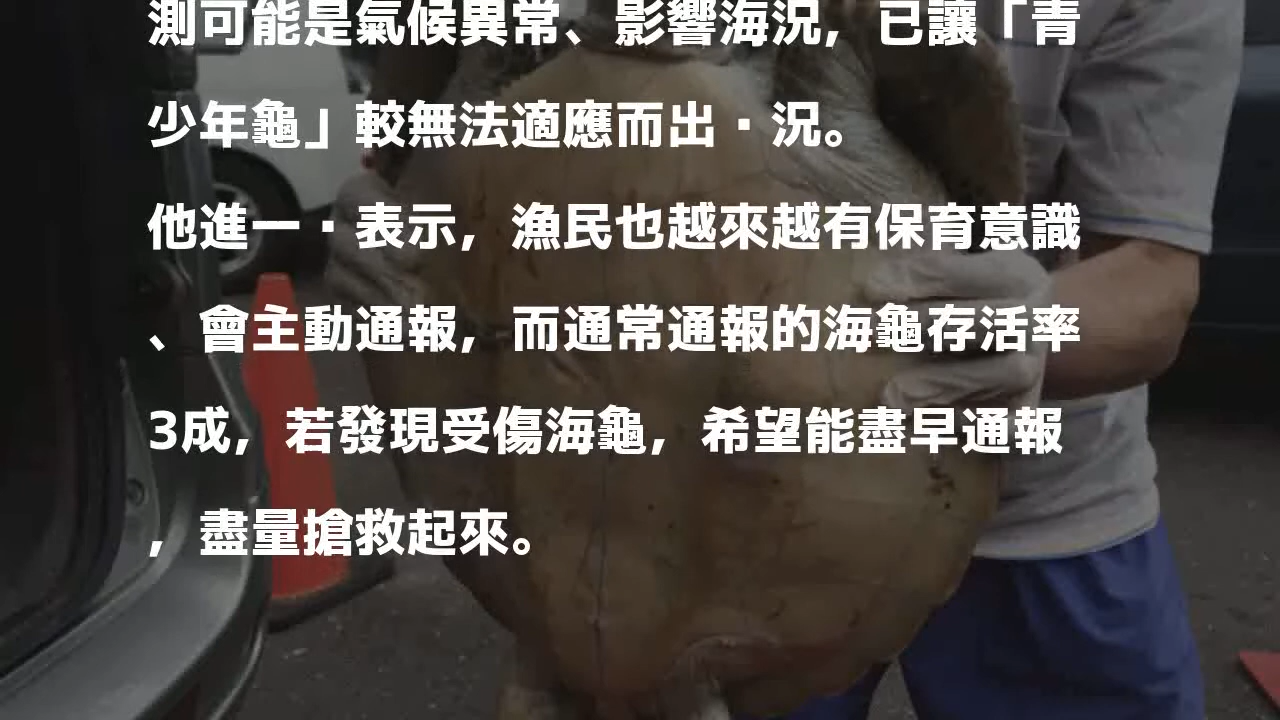 測可能是氣候異常、影響海況，已讓「青
少年龜」較無法適應而出▪況。
他進一▪表示，漁民也越來越有保育意識
、會主動通報，而通常通報的海龜存活率
3成，若發現受傷海龜，希望能盡早通報
，盡量搶救起來。